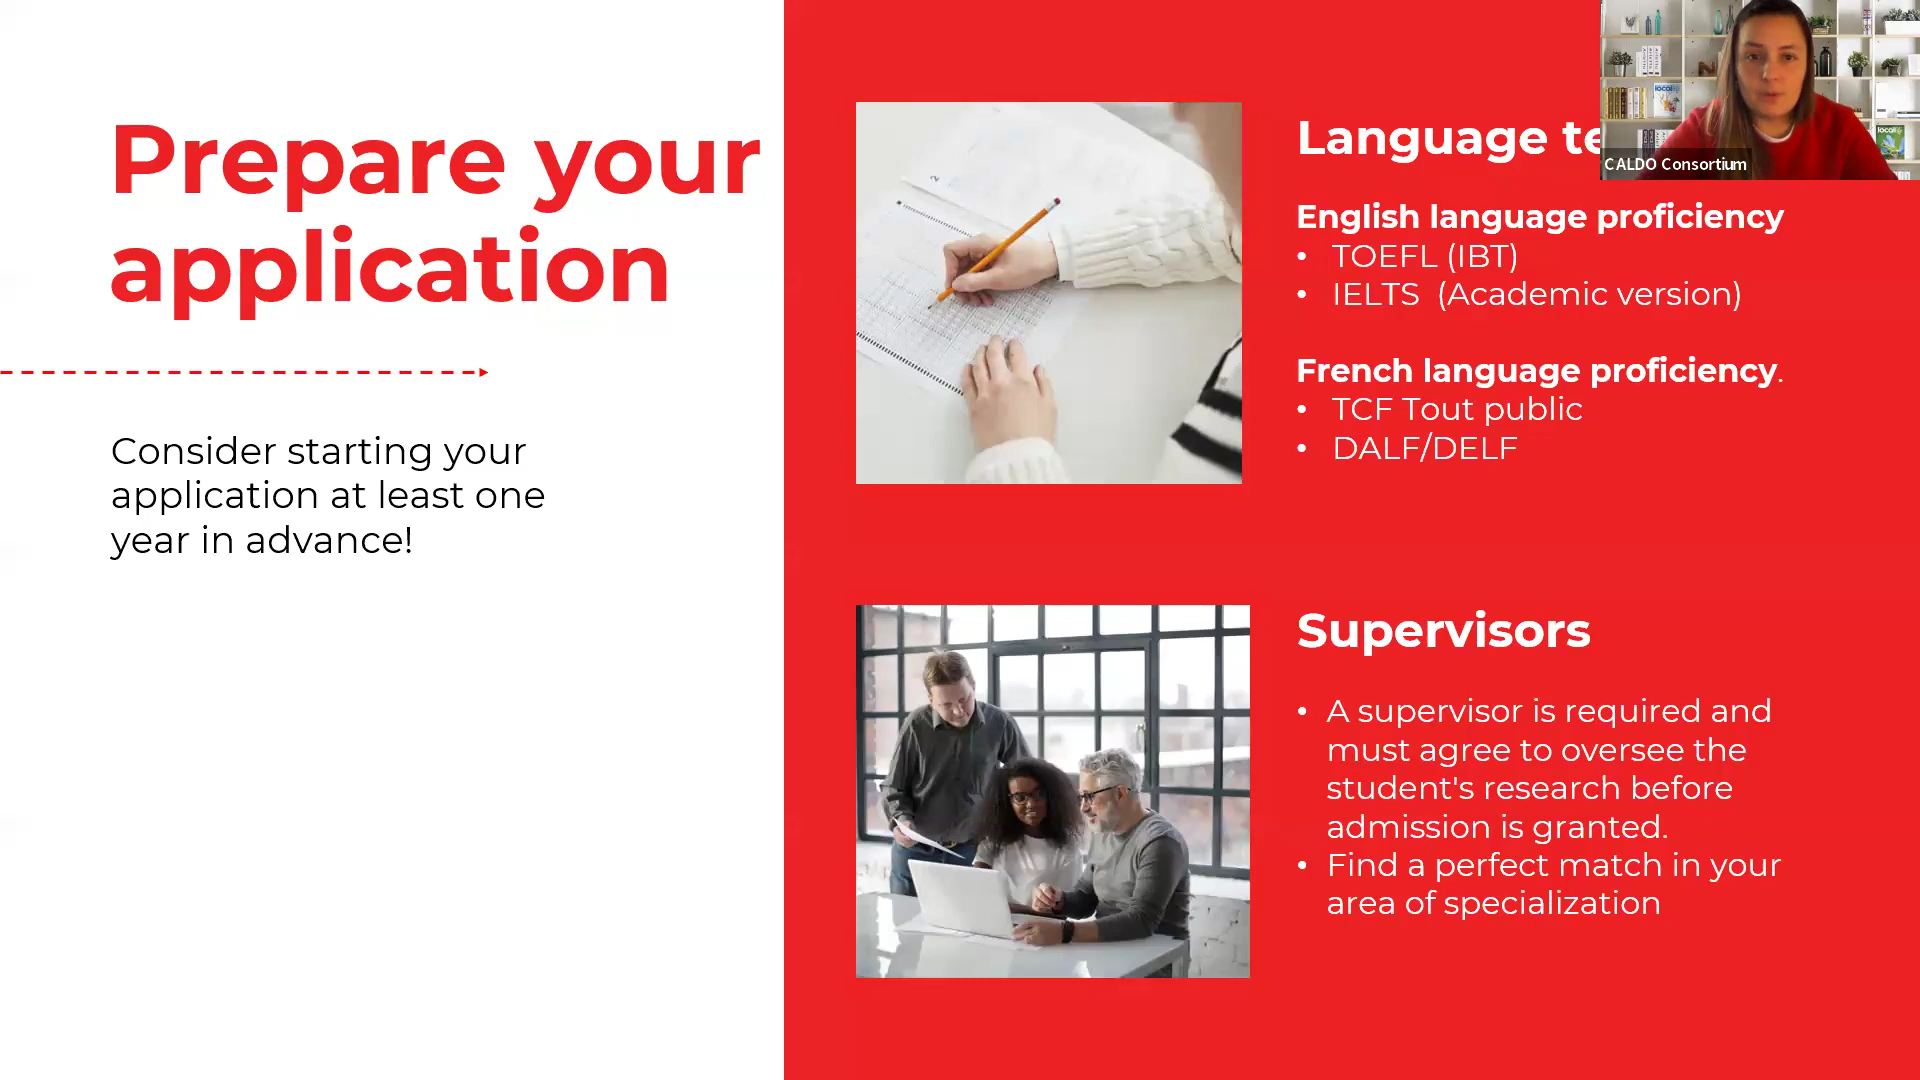 Prepare your
application
Consider starting your
application at least one
year in advance!
Language
CALDO Consortium
English language proficiency
• TOEFL (IBT)
• IELTS (Academic version)
French language proficiency.
• TCF Tout public
• DALF/DELF
Supervisors
• A supervisor is required and
must agree to oversee the
student's research before
admission is granted.
• Find a perfect match in your
area of specialization